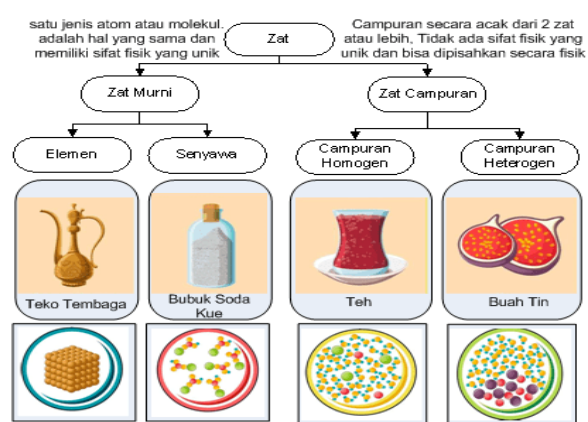 satu jenis atom atau molekul.
adalah hal yang sama dan
memiliki sifat fisik yang unik
Zat
Campuran secara acak dari 2 zat
atau lebih, Tidak ada sifat fisik yang
unik dan bisa dipisahkan secara fisik
Zat Murni
Zat Campuran
Elemen
Senyawa
Campuran
Homogen
Campuran
Heterogen
Teko Tembaga
Bubuk Soda
Kue
Teh
Buah Tin